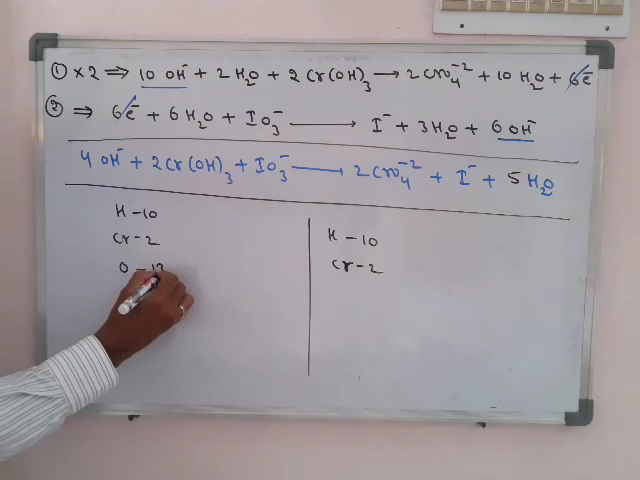 ① × 2 ⇒ 10 OH⁻ + 2 H₂O + 2 Cr(OH)₃ → 2 CrO₄⁻² + 10 H₂O + 6e⁻
② ⇒ 6e⁻ + 6 H₂O + IO₃⁻ → I⁻ + 3 H₂O + 6 OH⁻
4 OH⁻ + 2 Cr(OH)₃ + IO₃⁻ → 2 CrO₄⁻² + I⁻ + 5 H₂O
H – 10
Cr – 2
O – 13
H – 10
Cr – 2